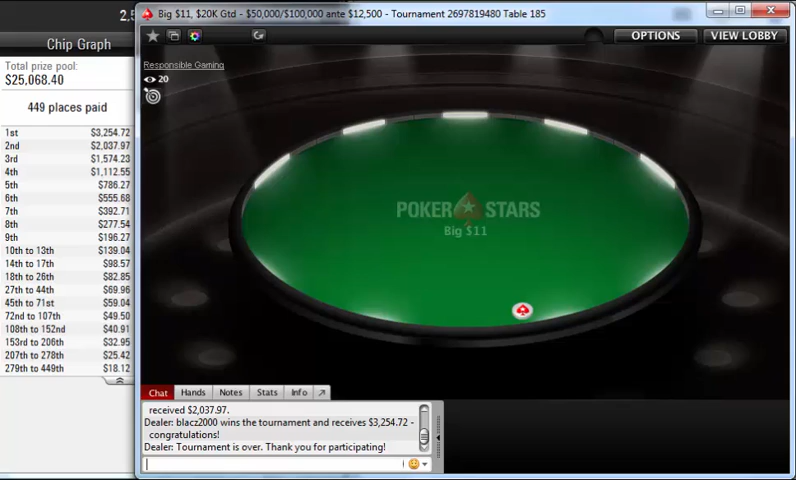 2,5
Big $11, $20K Gtd - $50,000/$100,000 ante $12,500 - Tournament 2697819480 Table 185
Chip Graph
OPTIONS
VIEW LOBBY
Total prize pool:
$25,068.40
Responsible Gaming
20
449 places paid
1st $3,254.72
2nd $2,037.97
3rd $1,574.23
4th $1,112.55
5th $786.27
6th $555.68
7th $392.71
8th $277.54
9th $196.27
10th to 13th $139.04
14th to 17th $98.57
18th to 26th $82.85
27th to 44th $69.96
45th to 71st $59.04
72nd to 107th $49.50
108th to 152nd $40.91
153rd to 206th $32.95
207th to 278th $25.42
279th to 449th $18.12
POKER STARS
Big $11
Chat Hands Notes Stats Info
received $2,037.97.
Dealer: blacz2000 wins the tournament and receives $3,254.72 -
congratulations!
Dealer: Tournament is over. Thank you for participating!